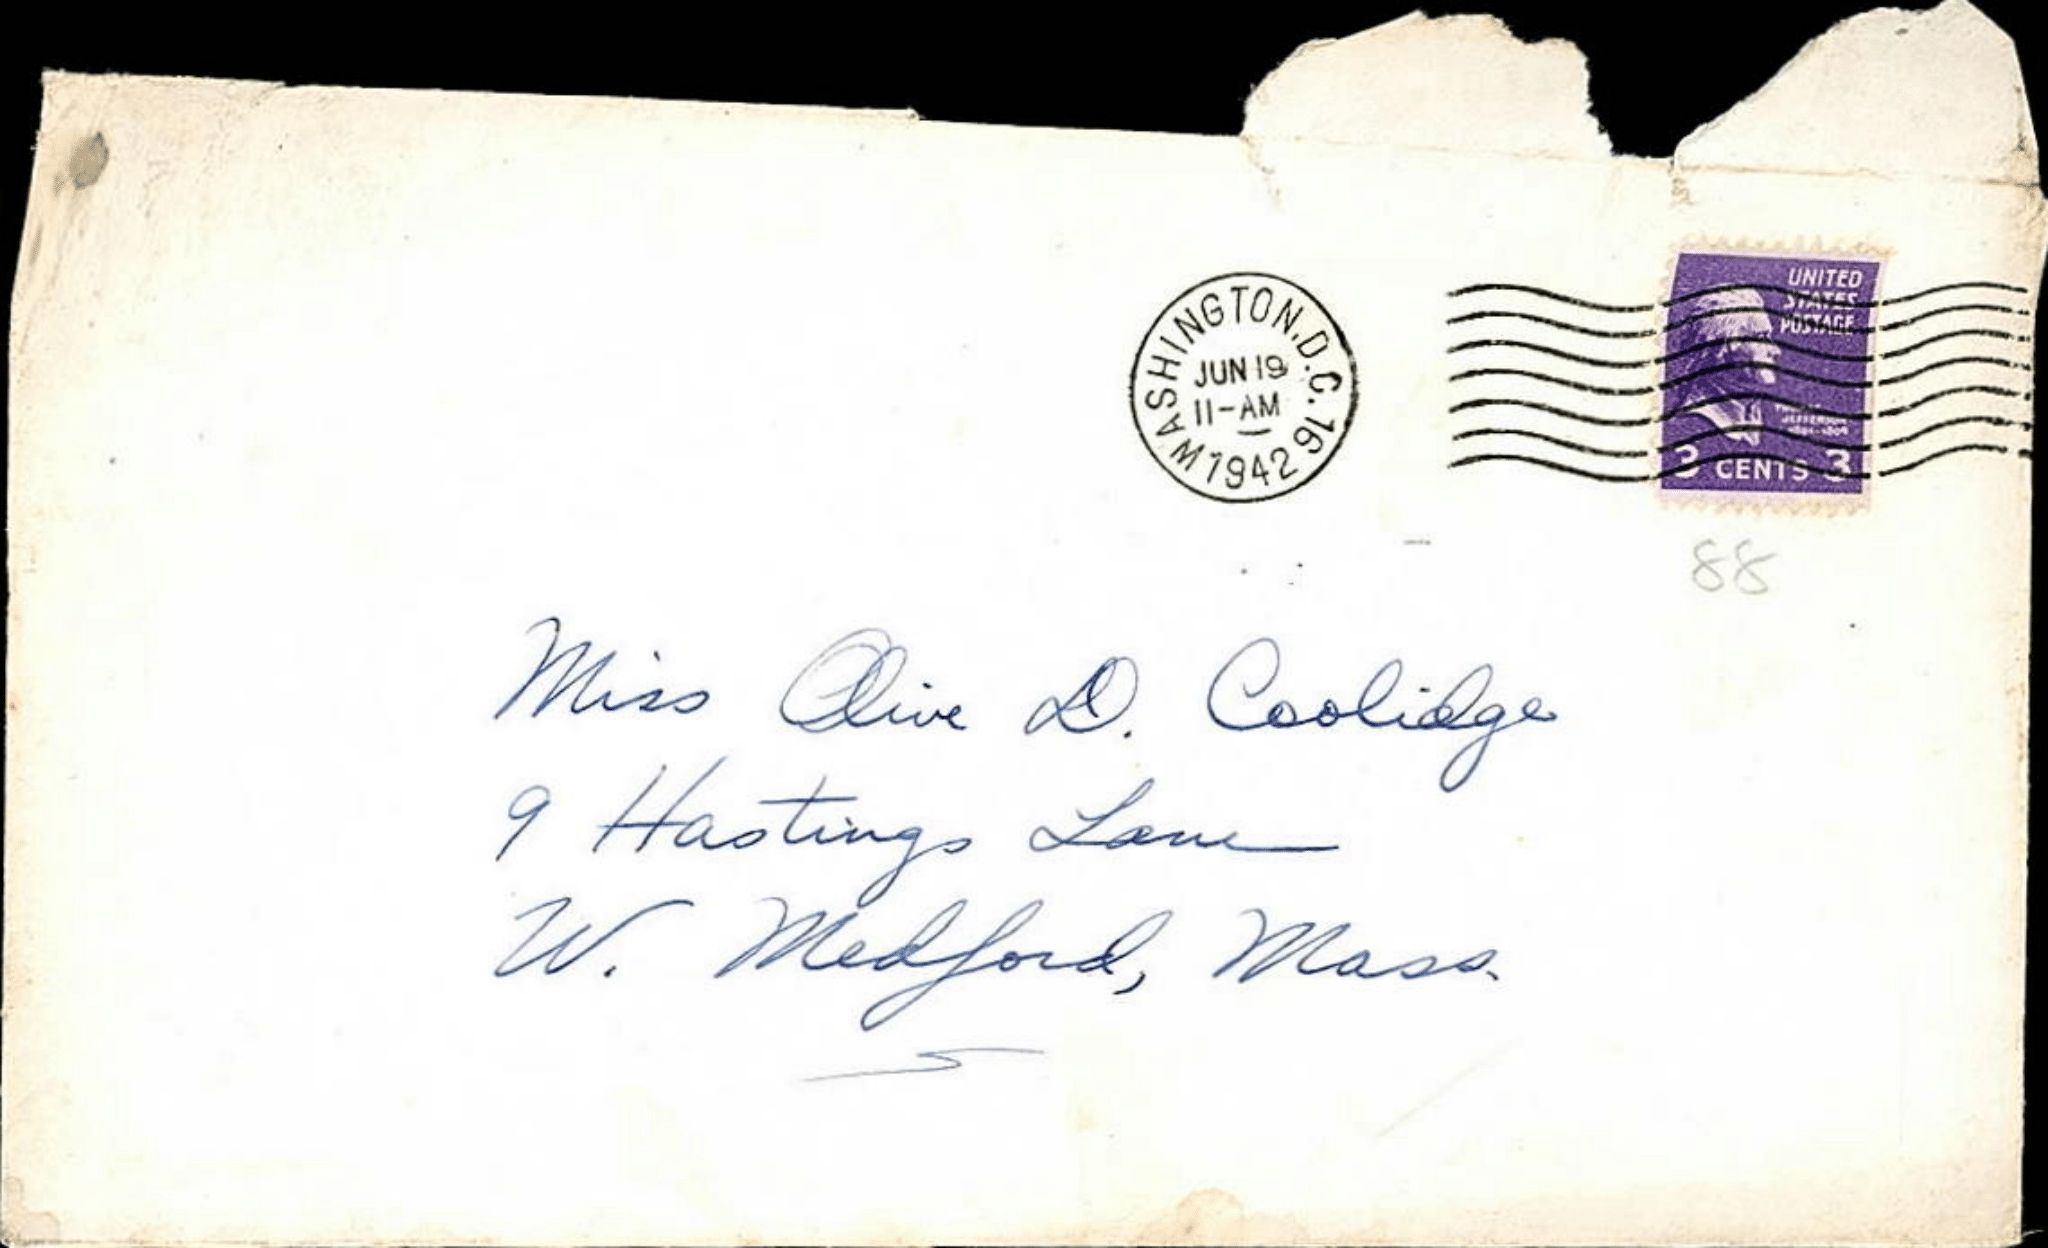 WASHINGTON, D.C. 16
JUN 19
11-AM
1942
UNITED
STATES
POSTAGE
JEFFERSON
3 CENTS 3
88
Miss Olive D. Coolidge
9 Hastings Lane
W. Medford, Mass.